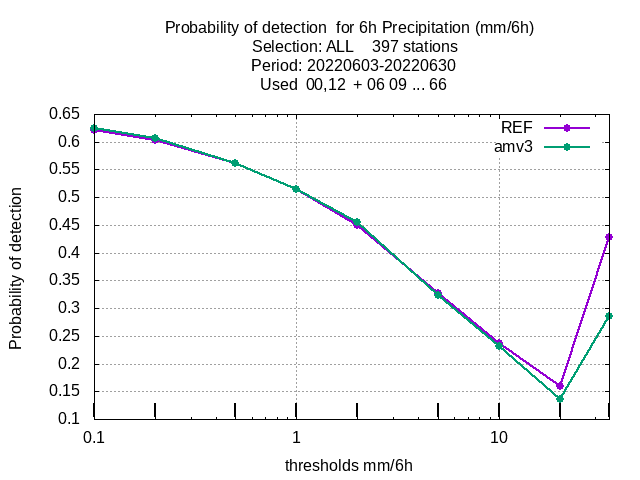 Probability of detection  for 6h Precipitation (mm/6h)
Selection: ALL    397 stations
Period: 20220603-20220630
Used  00,12  + 06 09 ... 66
0.65
0.6
0.55
0.5
0.45
0.4
0.35
0.3
0.25
0.2
0.15
0.1
Probability of detection
REF
amv3
0.1
1
10
thresholds mm/6h